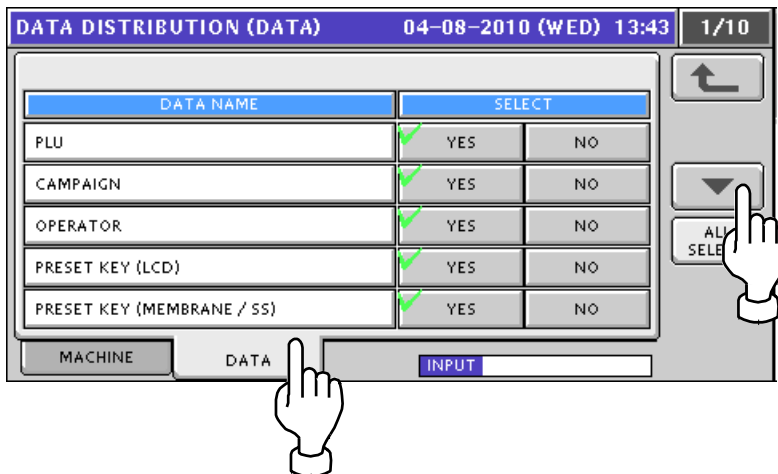 DATA DISTRIBUTION (DATA) 04-08-2010 (WED) 13:43 1/10
DATA NAME SELECT
PLU YES NO
CAMPAIGN YES NO
OPERATOR YES NO
PRESET KEY (LCD) YES NO
PRESET KEY (MEMBRANE / SS) YES NO
MACHINE DATA INPUT